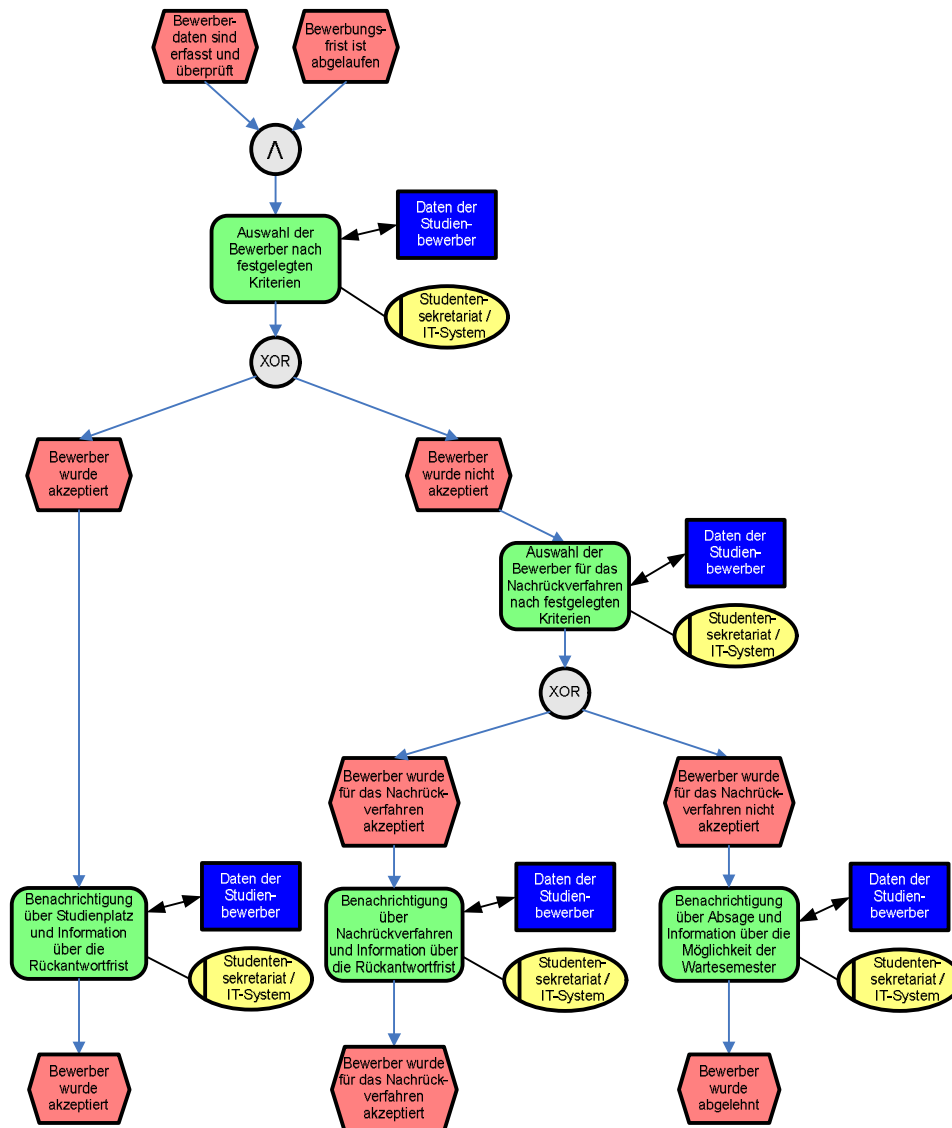 Bewerber-
daten sind
erfasst und
überprüft
Bewerbungs-
frist ist
abgelaufen
⋀
Auswahl der
Bewerber nach
festgelegten
Kriterien
Daten der
Studien-
bewerber
Studenten-
sekretariat /
IT-System
XOR
Bewerber
wurde
akzeptiert
Bewerber
wurde nicht
akzeptiert
Auswahl der
Bewerber für das
Nachrückverfahren
nach festgelegten
Kriterien
Daten der
Studien-
bewerber
Studenten-
sekretariat /
IT-System
XOR
Bewerber wurde
für das Nachrück-
verfahren
akzeptiert
Bewerber wurde
für das Nachrück-
verfahren nicht
akzeptiert
Benachrichtigung
über Studienplatz
und Information
über die
Rückantwortfrist
Daten der
Studien-
bewerber
Studenten-
sekretariat /
IT-System
Benachrichtigung
über
Nachrückverfahren
und Information über
die Rückantwortfrist
Daten der
Studien-
bewerber
Studenten-
sekretariat /
IT-System
Benachrichtigung
über Absage und
Information über die
Möglichkeit der
Wartesemester
Daten der
Studien-
bewerber
Studenten-
sekretariat /
IT-System
Bewerber
wurde
akzeptiert
Bewerber wurde
für das Nachrück-
verfahren
akzeptiert
Bewerber
wurde
abgelehnt